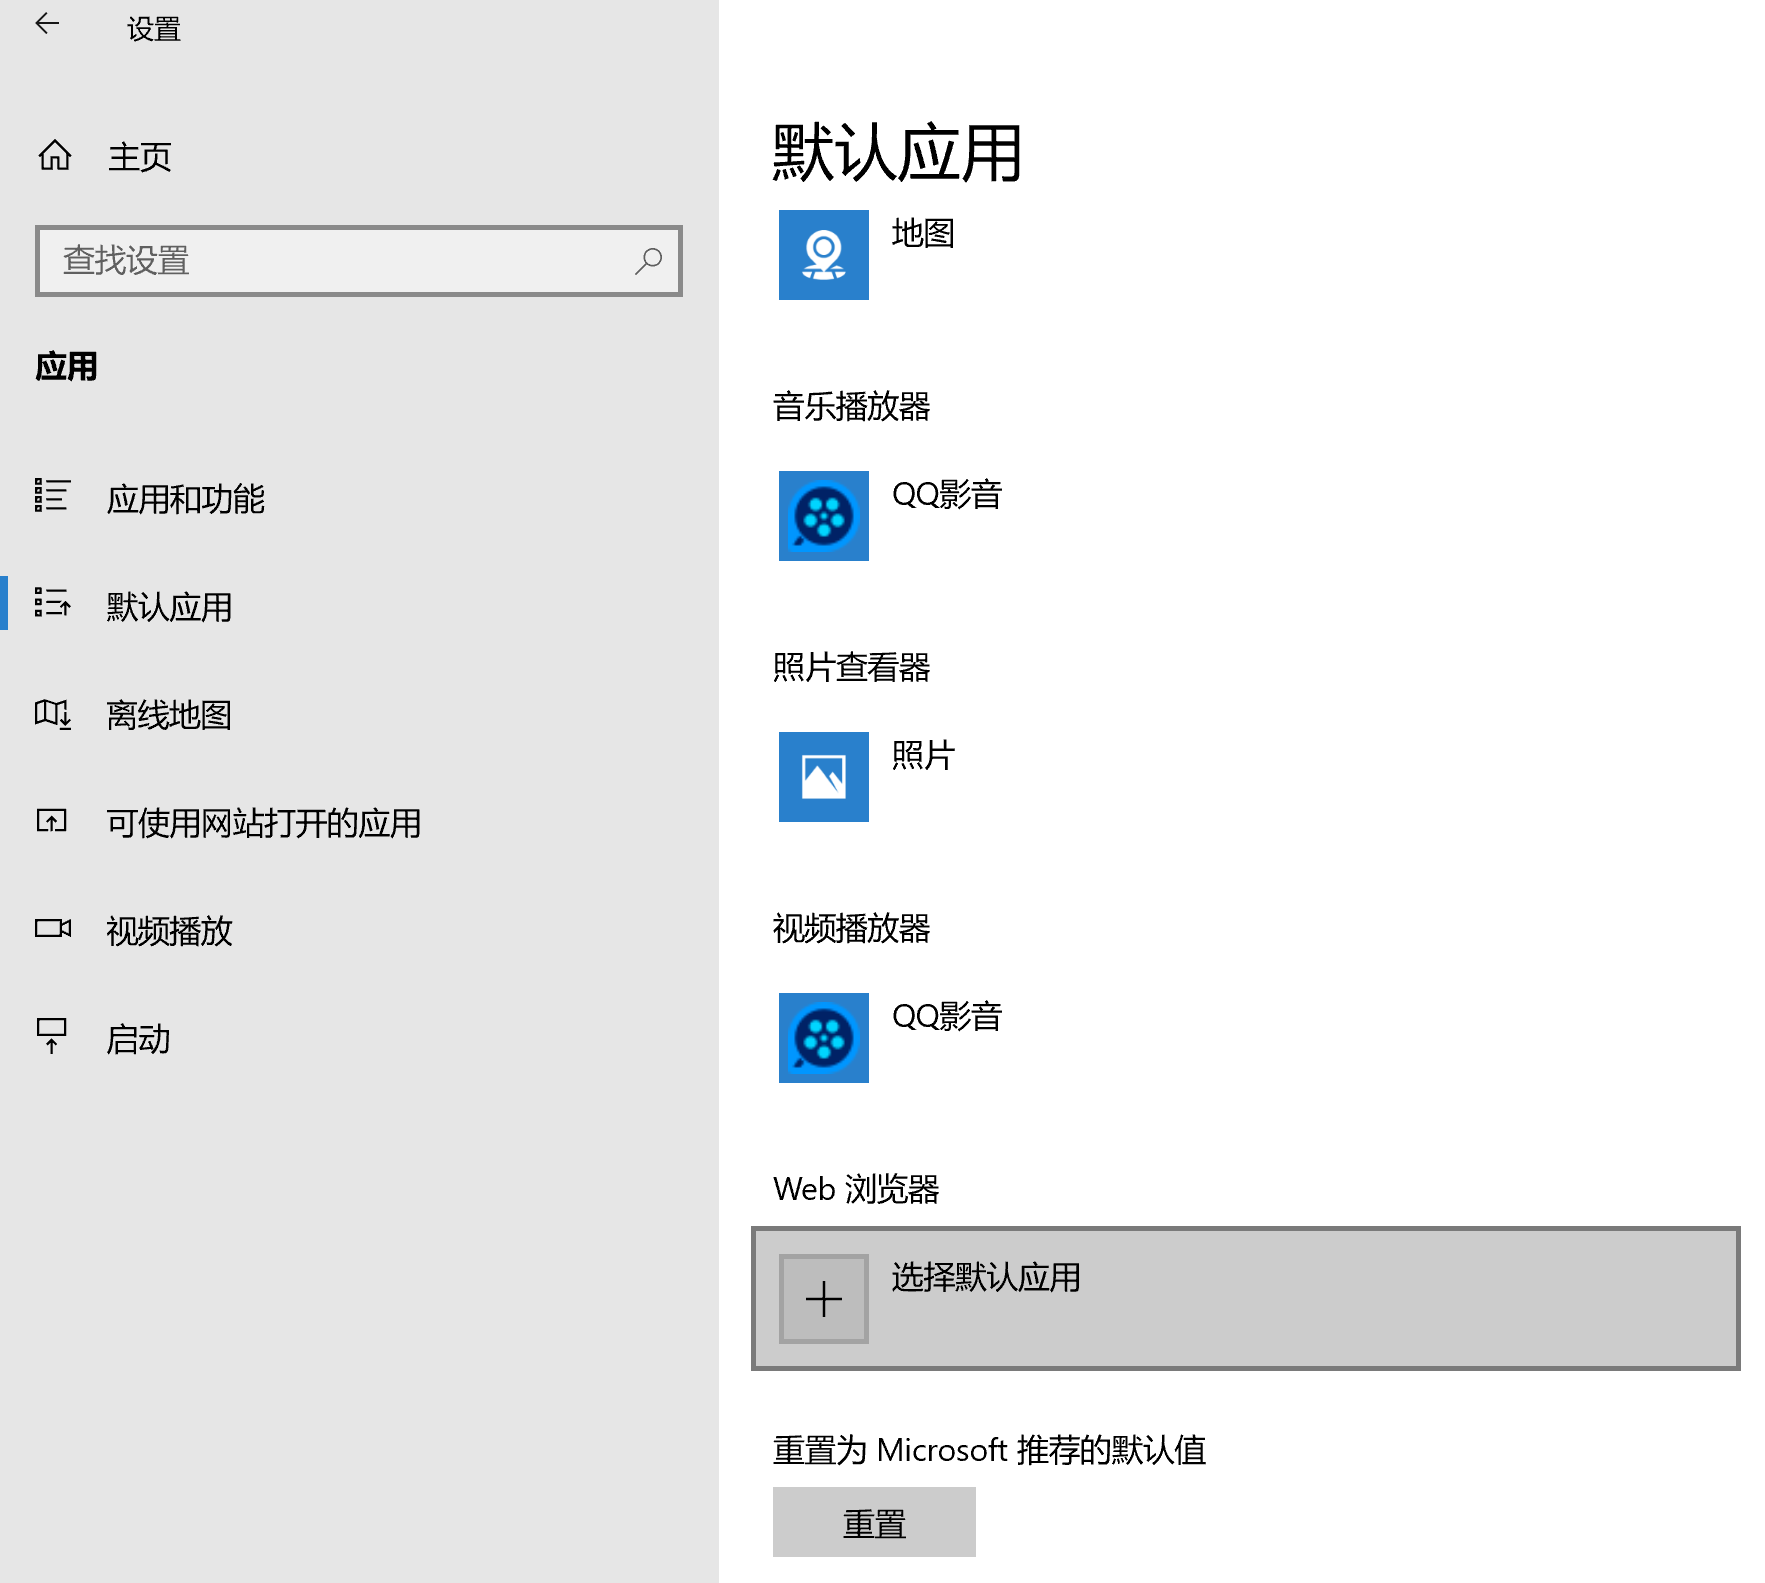 设置
主页
查找设置
应用
应用和功能
默认应用
离线地图
可使用网站打开的应用
视频播放
启动
默认应用
地图
音乐播放器
QQ影音
照片查看器
照片
视频播放器
QQ影音
Web 浏览器
选择默认应用
重置为 Microsoft 推荐的默认值
重置